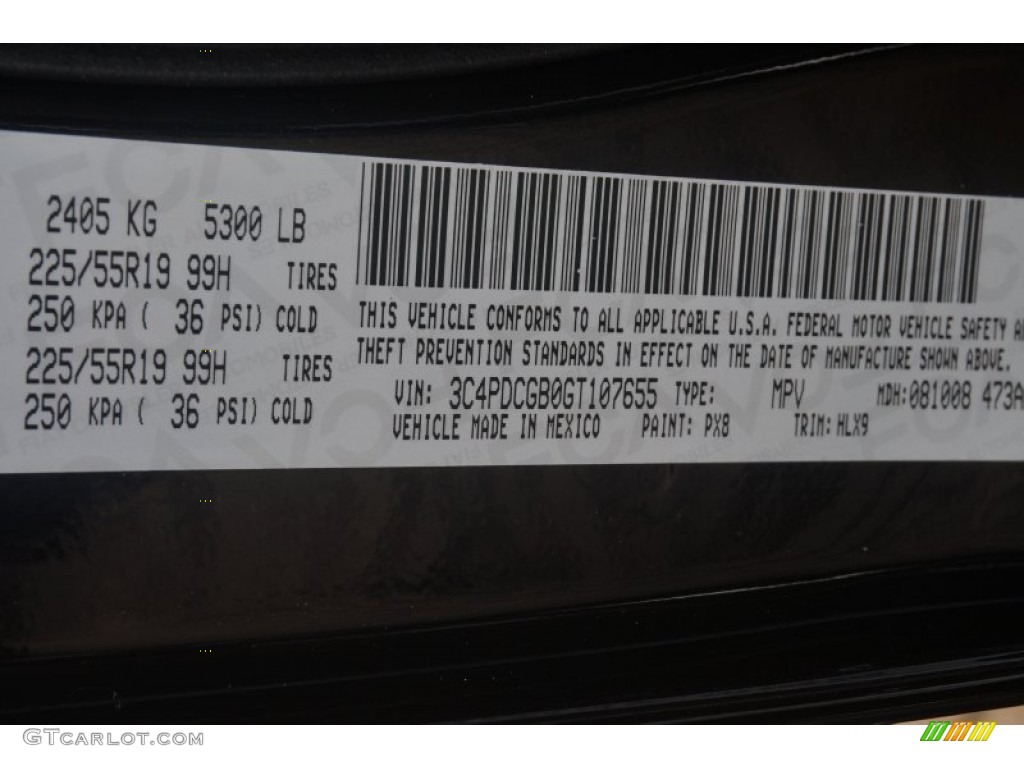 2405 KG 5300 LB
225/55R19 99H TIRES
250 KPA ( 36 PSI) COLD
225/55R19 99H TIRES
250 KPA ( 36 PSI) COLD
THIS VEHICLE CONFORMS TO ALL APPLICABLE U.S.A. FEDERAL MOTOR VEHICLE SAFETY
THEFT PREVENTION STANDARDS IN EFFECT ON THE DATE OF MANUFACTURE SHOWN ABOVE.
VIN: 3C4PDCGB0GT107655 TYPE: MPV MDH:081008 473A
VEHICLE MADE IN MEXICO PAINT: PX8 TRIM: HLX9
GTCarLot.com